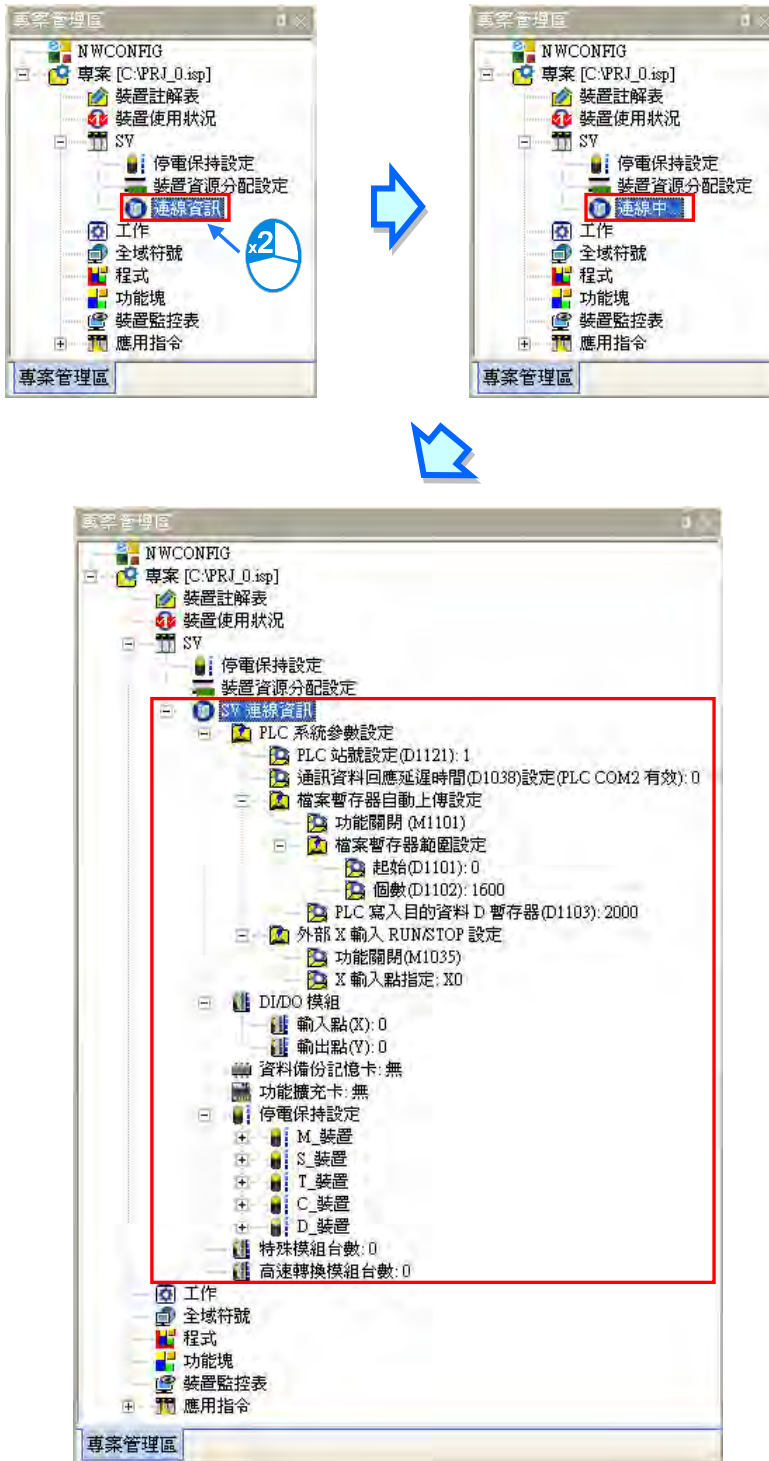 專案管理區
NWCONFIG
專案 [C:\PRJ_0.isp]
裝置註解表
裝置使用狀況
SV
停電保持設定
裝置資源分配設定
連線資訊
x2
工作
全域符號
程式
功能塊
裝置監控表
應用指令
專案管理區
專案管理區
NWCONFIG
專案 [C:\PRJ_0.isp]
裝置註解表
裝置使用狀況
SV
停電保持設定
裝置資源分配設定
連線中...
工作
全域符號
程式
功能塊
裝置監控表
應用指令
專案管理區
專案管理區
NWCONFIG
專案 [C:\PRJ_0.isp]
裝置註解表
裝置使用狀況
SV
停電保持設定
裝置資源分配設定
SV 連線資訊
PLC 系統參數設定
PLC 站號設定(D1121): 1
通訊資料回應延遲時間(D1038)設定(PLC COM2 有效): 0
檔案暫存器自動上傳設定
功能關閉 (M1101)
檔案暫存器範圍設定
起始(D1101): 0
個數(D1102): 1600
PLC 寫入目的資料 D 暫存器(D1103): 2000
外部 X 輸入 RUN/STOP 設定
功能關閉(M1035)
X 輸入點指定: X0
DI/DO 模組
輸入點(X): 0
輸出點(Y): 0
資料備份記憶卡: 無
功能擴充卡: 無
停電保持設定
M_裝置
S_裝置
T_裝置
C_裝置
D_裝置
特殊模組台數: 0
高速轉換模組台數: 0
工作
全域符號
程式
功能塊
裝置監控表
應用指令
專案管理區